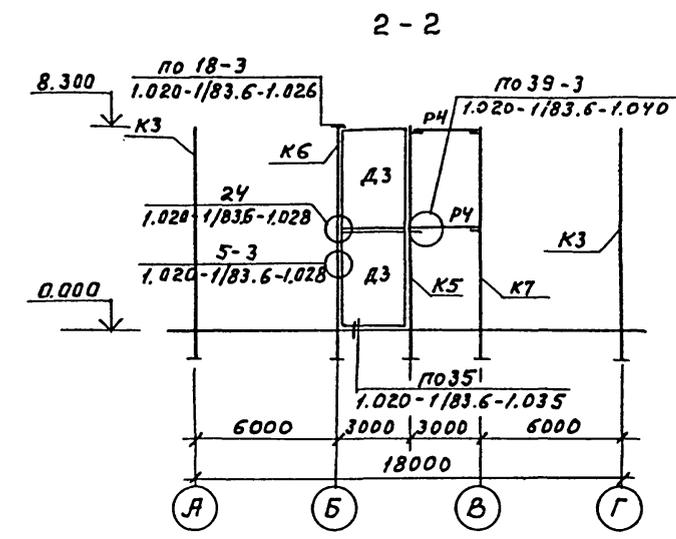 2-2
8.300
по 18-3
1.020-1/83.6-1.026
по 39-3
1.020-1/83.6-1.040
К3
К6
Р4
Д3
24
1.020-1/83.6-1.028
Р4
К3
5-3
1.020-1/83.6-1.028
Д3
К5
К7
0.000
по 35
1.020-1/83.6-1.035
6000
3000
3000
6000
18000
А
Б
В
Г